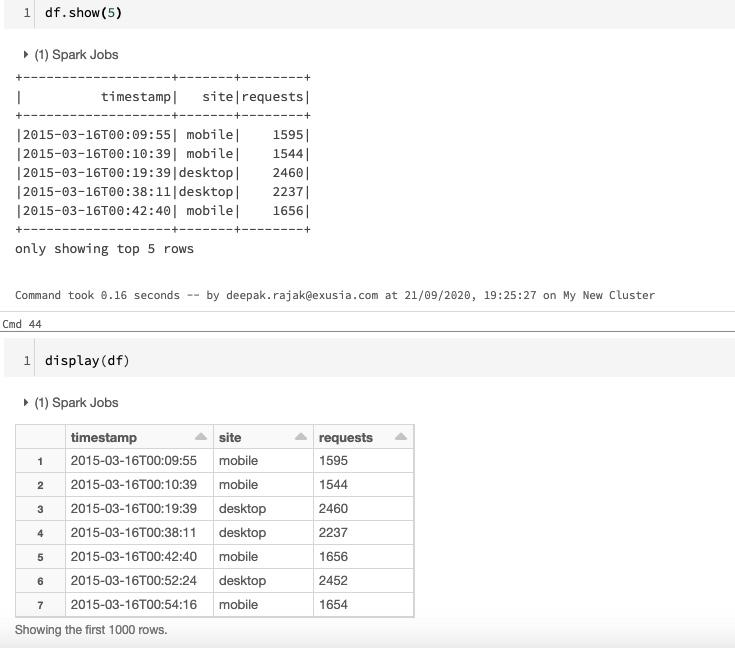 1 df.show(5)
(1) Spark Jobs
+-------------------+-------+--------+
|          timestamp|   site|requests|
+-------------------+-------+--------+
|2015-03-16T00:09:55| mobile|    1595|
|2015-03-16T00:10:39| mobile|    1544|
|2015-03-16T00:19:39|desktop|    2460|
|2015-03-16T00:38:11|desktop|    2237|
|2015-03-16T00:42:40| mobile|    1656|
+-------------------+-------+--------+
only showing top 5 rows
Command took 0.16 seconds -- by deepak.rajak@exusia.com at 21/09/2020, 19:25:27 on My New Cluster
Cmd 44
1 display(df)
(1) Spark Jobs
timestamp site requests
1 2015-03-16T00:09:55 mobile 1595
2 2015-03-16T00:10:39 mobile 1544
3 2015-03-16T00:19:39 desktop 2460
4 2015-03-16T00:38:11 desktop 2237
5 2015-03-16T00:42:40 mobile 1656
6 2015-03-16T00:52:24 desktop 2452
7 2015-03-16T00:54:16 mobile 1654
Showing the first 1000 rows.